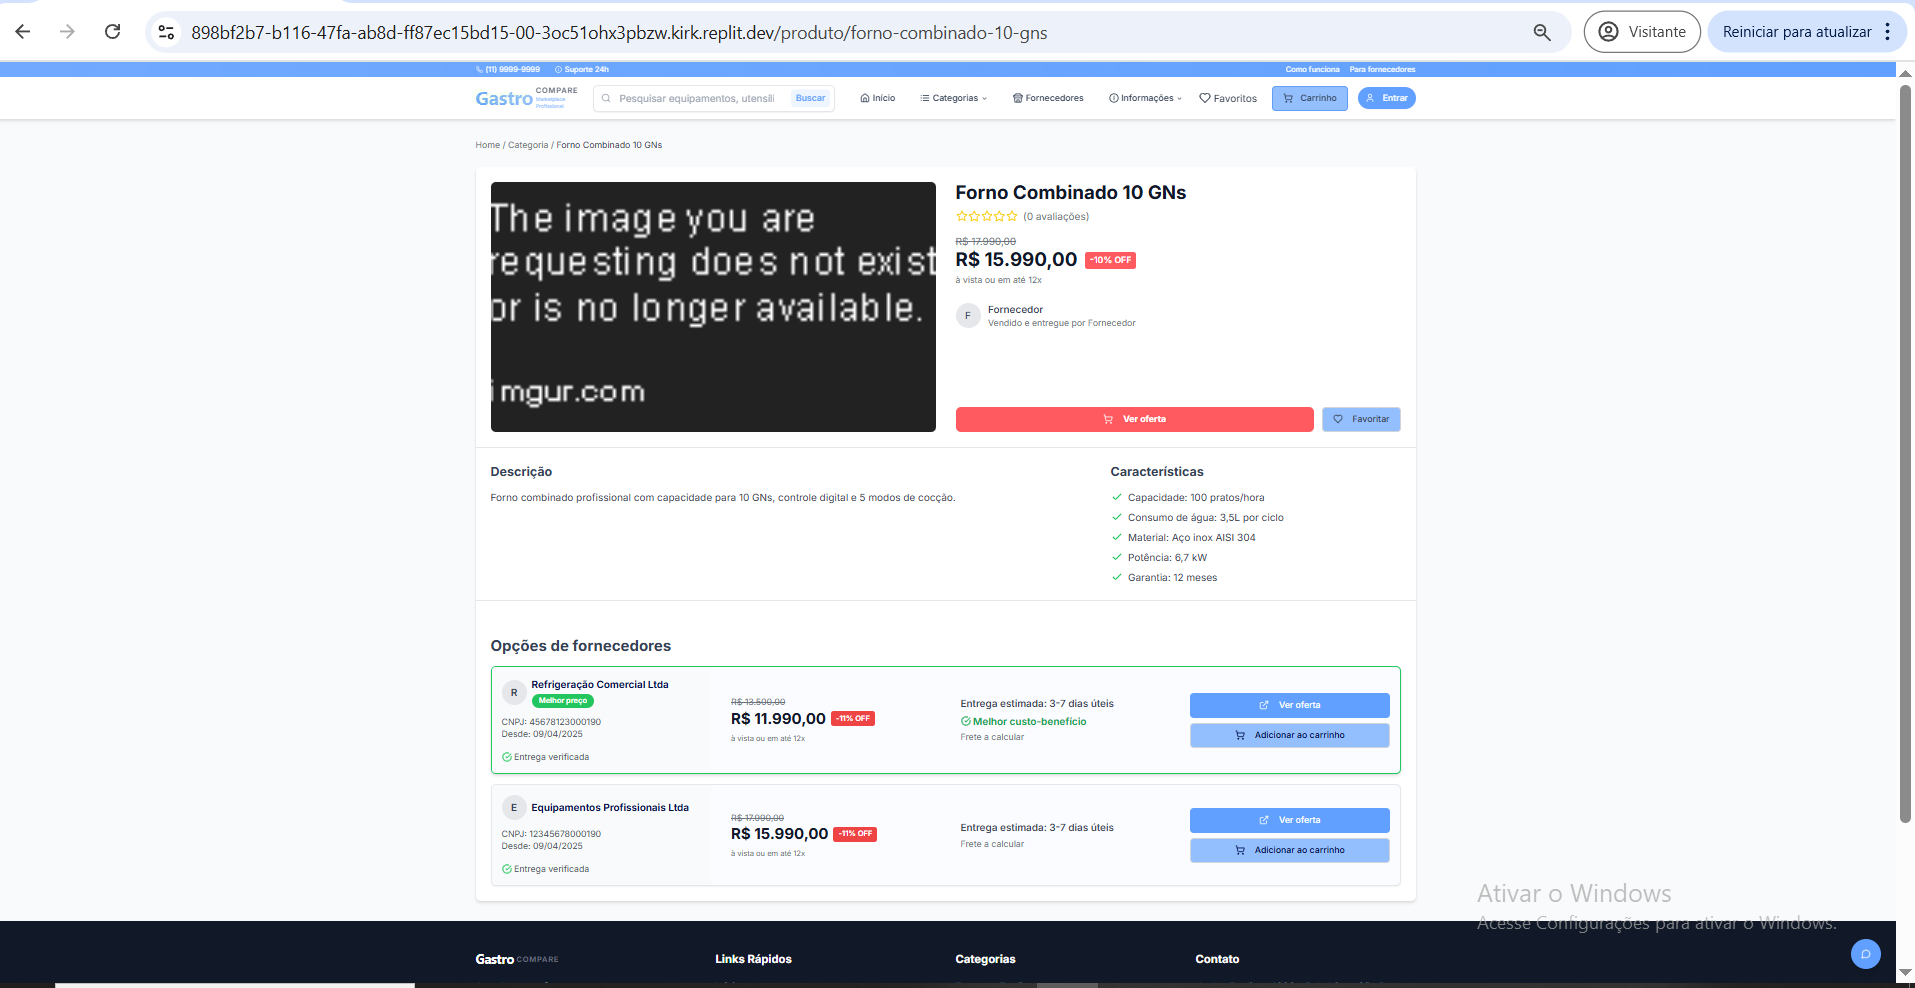 898bf2b7-b116-47fa-ab8d-ff87ec15bd15-00-3oc51ohx3pbzw.kirk.replit.dev/produto/forno-combinado-10-gns
Visitante
Reiniciar para atualizar
(11) 9999-9999 Suporte 24h
Como funciona Para fornecedores
Gastro COMPARE
Marketplace
Profissional
Pesquisar equipamentos, utensíli
Buscar
Início
Categorias
Fornecedores
Informações
Favoritos
Carrinho
Entrar
Home / Categoria / Forno Combinado 10 GNs
The image you are
requesting does not exist
or is no longer available.
imgur.com
Forno Combinado 10 GNs
(0 avaliações)
R$ 17.990,00
R$ 15.990,00 -10% OFF
à vista ou em até 12x
F
Fornecedor
Vendido e entregue por Fornecedor
Ver oferta
Favoritar
Descrição
Forno combinado profissional com capacidade para 10 GNs, controle digital e 5 modos de cocção.
Características
Capacidade: 100 pratos/hora
Consumo de água: 3,5L por ciclo
Material: Aço inox AISI 304
Potência: 6,7 kW
Garantia: 12 meses
Opções de fornecedores
R
Refrigeração Comercial Ltda
Melhor preço
CNPJ: 45678123000190
Desde: 09/04/2025
Entrega verificada
R$ 13.500,00
R$ 11.990,00 -11% OFF
à vista ou em até 12x
Entrega estimada: 3-7 dias úteis
Melhor custo-benefício
Frete a calcular
Ver oferta
Adicionar ao carrinho
E
Equipamentos Profissionais Ltda
CNPJ: 12345678000190
Desde: 09/04/2025
Entrega verificada
R$ 17.990,00
R$ 15.990,00 -11% OFF
à vista ou em até 12x
Entrega estimada: 3-7 dias úteis
Frete a calcular
Ver oferta
Adicionar ao carrinho
Ativar o Windows
Acesse Configurações para ativar o Windows.
Gastro COMPARE
Links Rápidos
Categorias
Contato